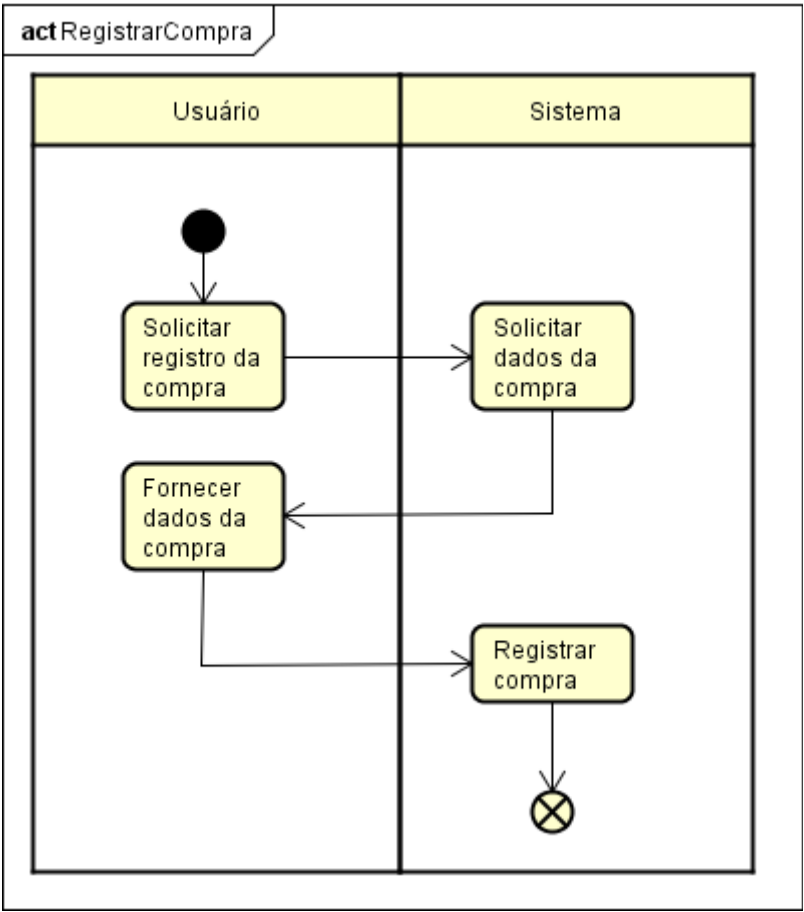 act RegistrarCompra
Usuário
Sistema
Solicitar
registro da
compra
Solicitar
dados da
compra
Fornecer
dados da
compra
Registrar
compra